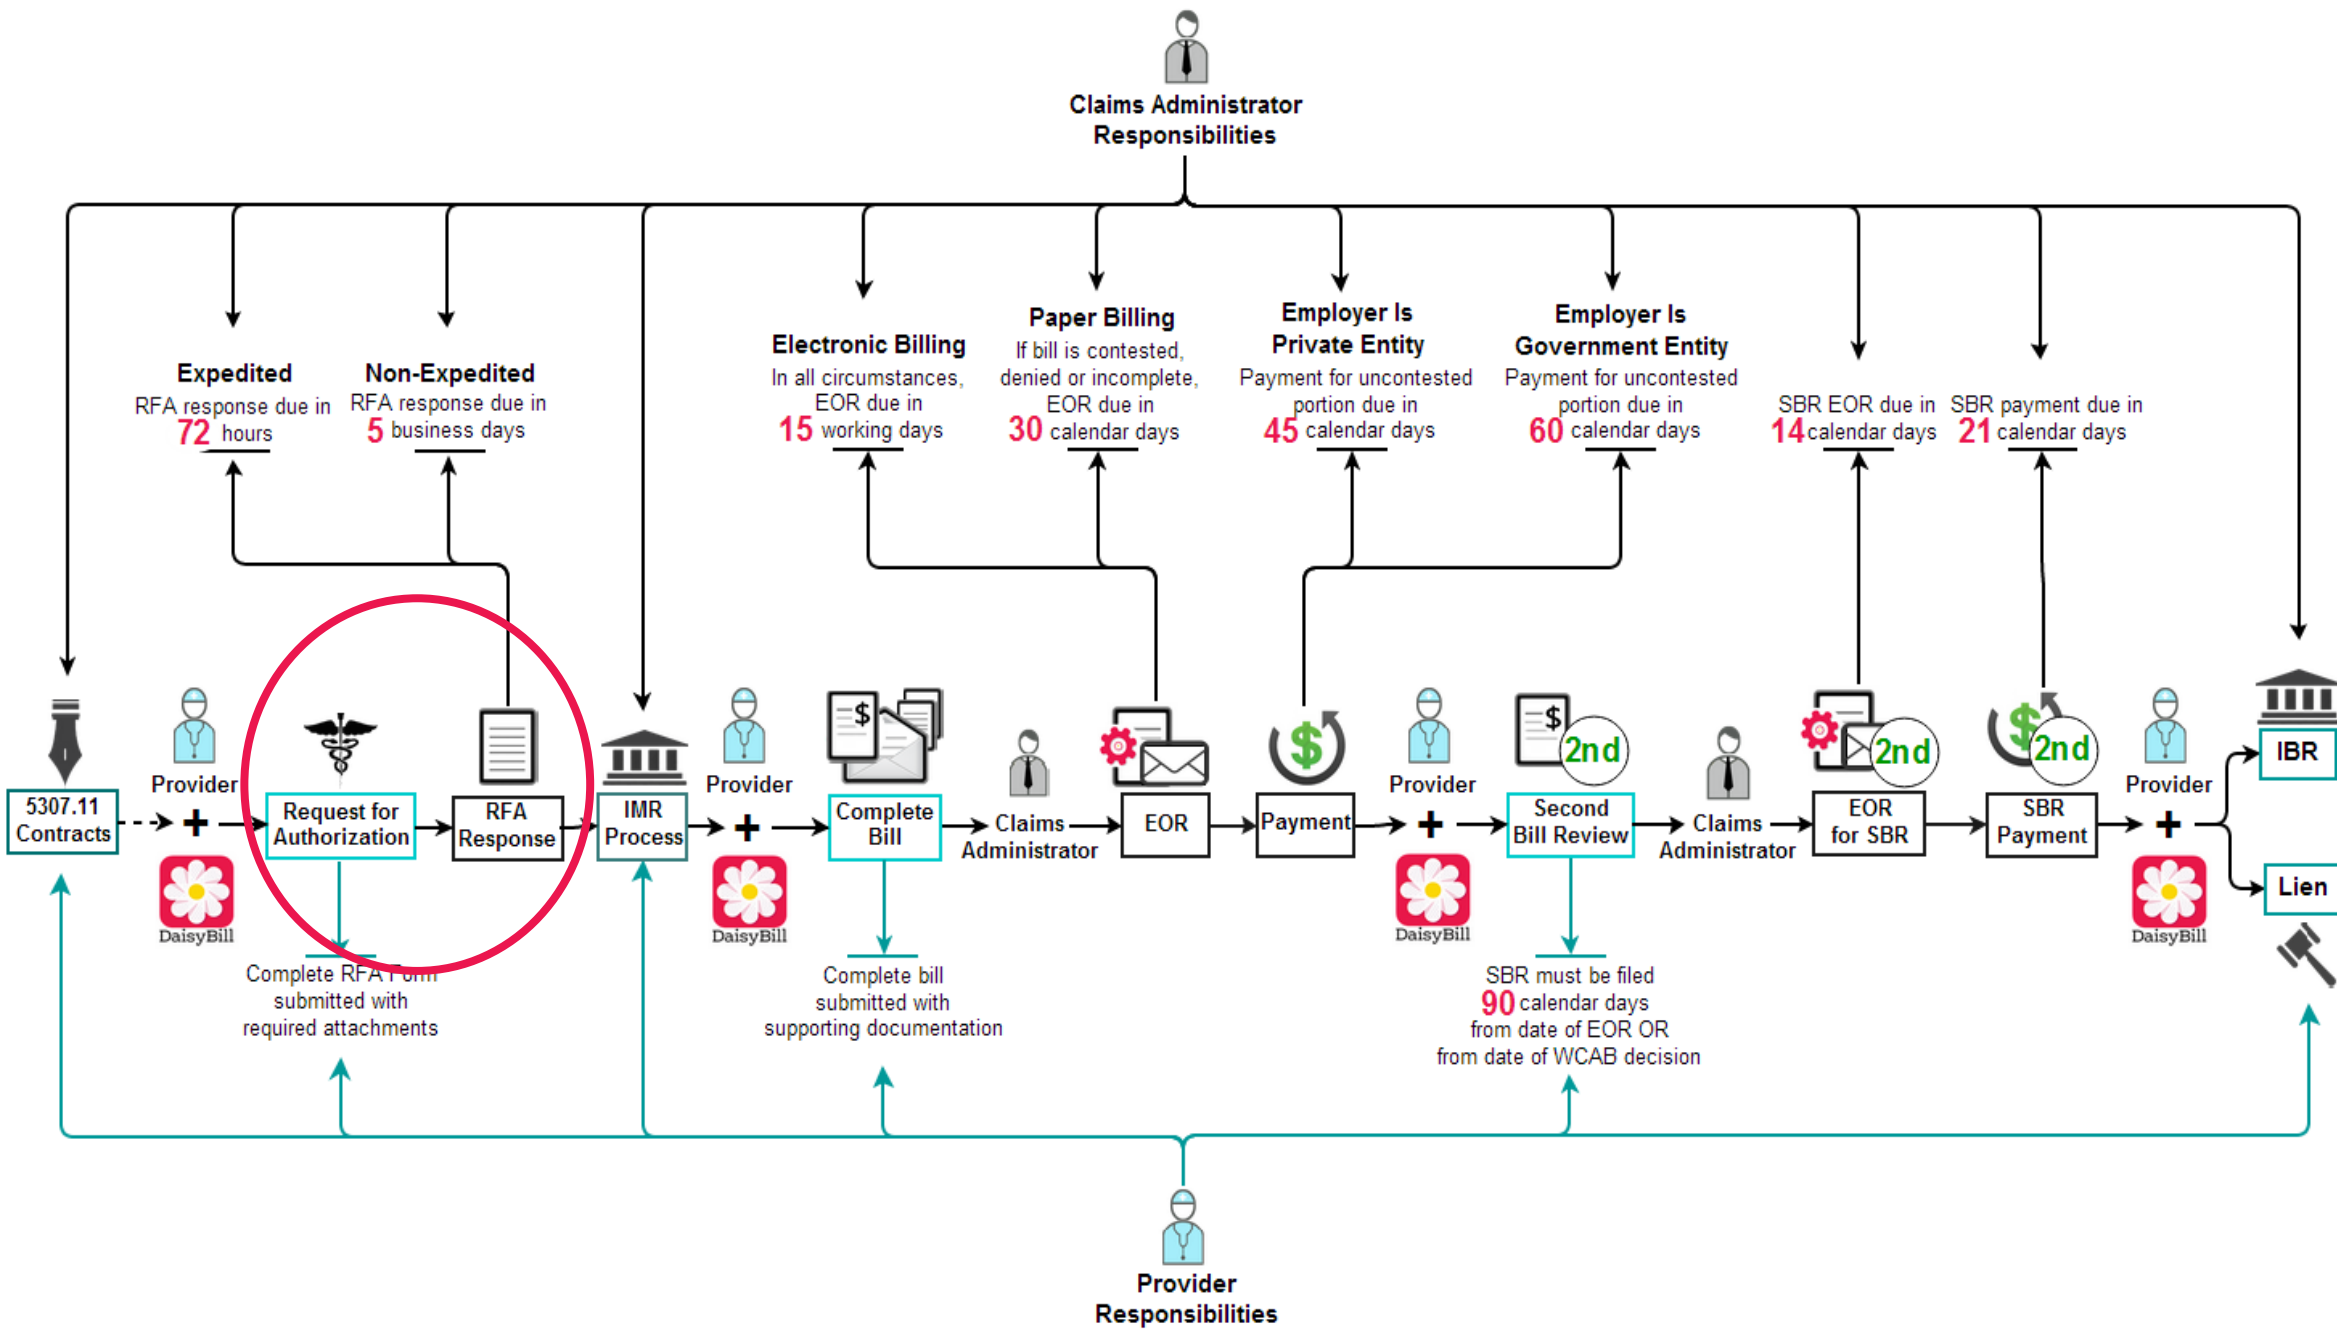 Claims Administrator
Responsibilities
Expedited
RFA response due in
72 hours
Non-Expedited
RFA response due in
5 business days
Electronic Billing
In all circumstances,
EOR due in
15 working days
Paper Billing
If bill is contested,
denied or incomplete,
EOR due in
30 calendar days
Employer Is
Private Entity
Payment for uncontested
portion due in
45 calendar days
Employer Is
Government Entity
Payment for uncontested
portion due in
60 calendar days
SBR EOR due in
14 calendar days
SBR payment due in
21 calendar days
5307.11
Contracts
Provider
+
DaisyBill
Request for
Authorization
RFA
Response
IMR
Process
Provider
+
DaisyBill
$
Complete
Bill
Claims
Administrator
EOR
$
Payment
Provider
+
DaisyBill
$
2nd
Second
Bill Review
Claims
Administrator
2nd
EOR
for SBR
$
2nd
SBR
Payment
Provider
+
DaisyBill
IBR
Lien
Complete RFA Form
submitted with
required attachments
Complete bill
submitted with
supporting documentation
SBR must be filed
90 calendar days
from date of EOR OR
from date of WCAB decision
Provider
Responsibilities